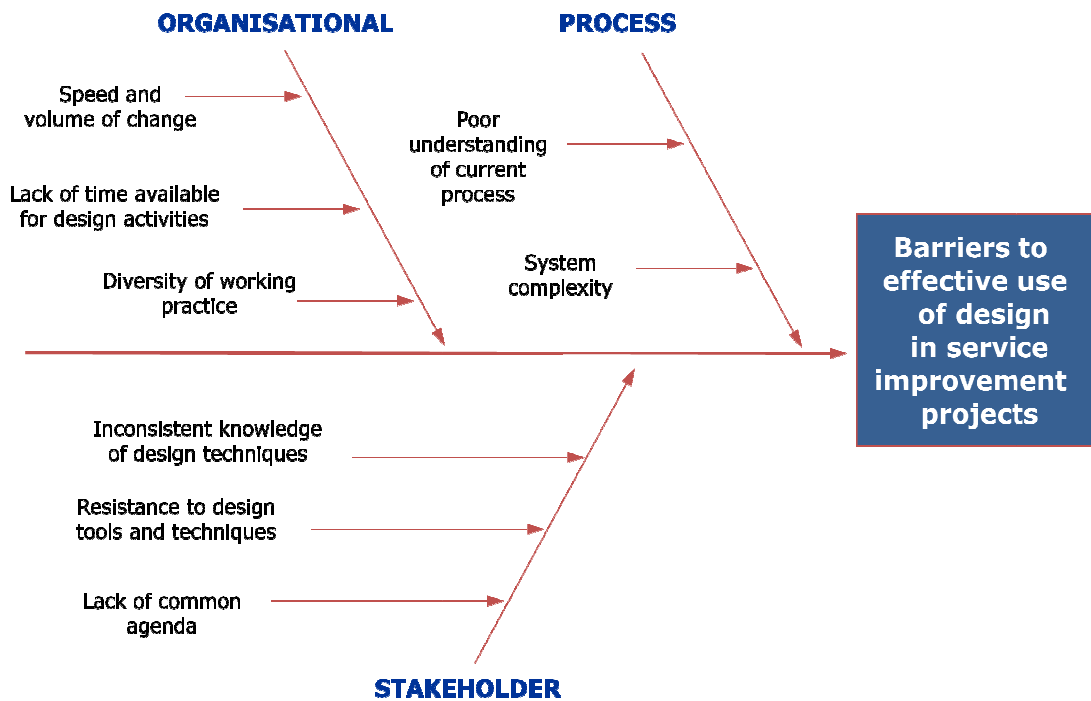 ORGANISATIONAL
PROCESS
Speed and
volume of change
Lack of time available
for design activities
Diversity of working
practice
Poor
understanding
of current
process
System
complexity
Barriers to
effective use
of design
in service
improvement
projects
Inconsistent knowledge
of design techniques
Resistance to design
tools and techniques
Lack of common
agenda
STAKEHOLDER